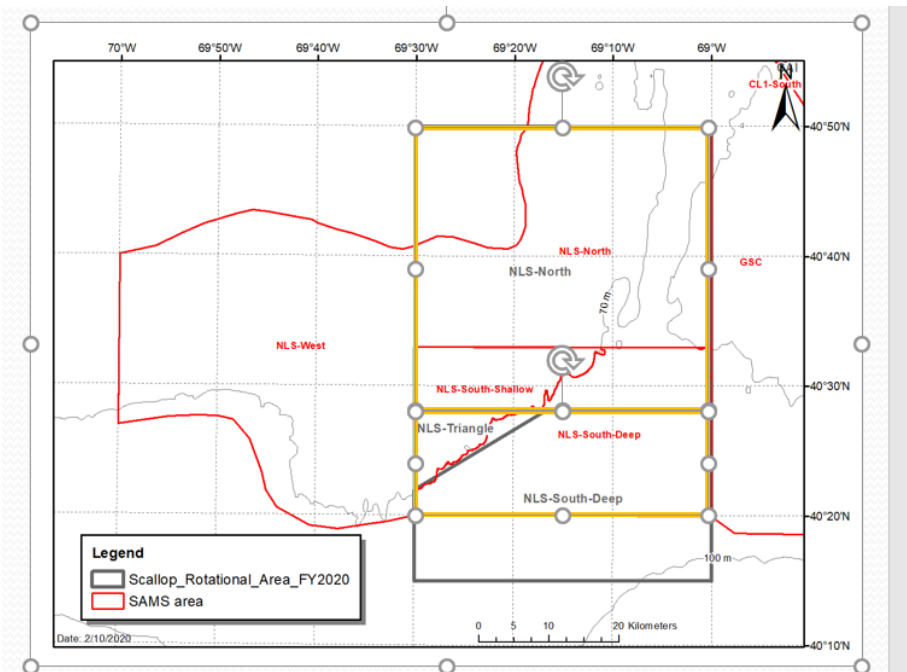 70°W 69°50'W 69°40'W 69°30'W 69°20'W 69°10'W 69°W
N
CL1-South
40°50'N
NLS-North
GSC
NLS-North
40°40'N
70 m
NLS-West
NLS-South-Shallow
40°30'N
NLS-Triangle
NLS-South-Deep
NLS-South-Deep
40°20'N
Legend
100 m
Scallop_Rotational_Area_FY2020
SAMS area
0 5 10 20 Kilometers
Date: 2/10/2020
40°10'N